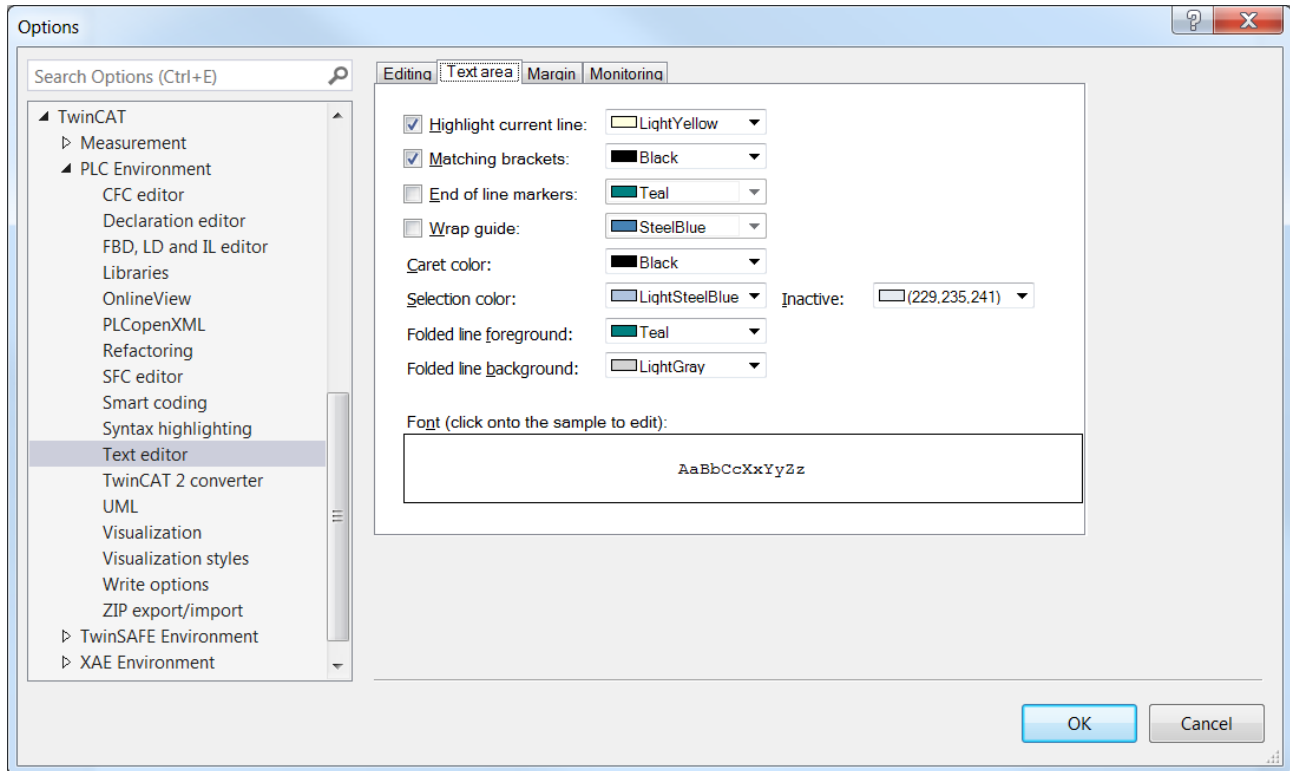 Options
Search Options (Ctrl+E)
TwinCAT
Measurement
PLC Environment
CFC editor
Declaration editor
FBD, LD and IL editor
Libraries
OnlineView
PLCopenXML
Refactoring
SFC editor
Smart coding
Syntax highlighting
Text editor
TwinCAT 2 converter
UML
Visualization
Visualization styles
Write options
ZIP export/import
TwinSAFE Environment
XAE Environment
Editing Text area Margin Monitoring
Highlight current line: LightYellow
Matching brackets: Black
End of line markers: Teal
Wrap guide: SteelBlue
Caret color: Black
Selection color: LightSteelBlue Inactive: (229,235,241)
Folded line foreground: Teal
Folded line background: LightGray
Font (click onto the sample to edit):
AaBbCcXxYyZz
OK Cancel